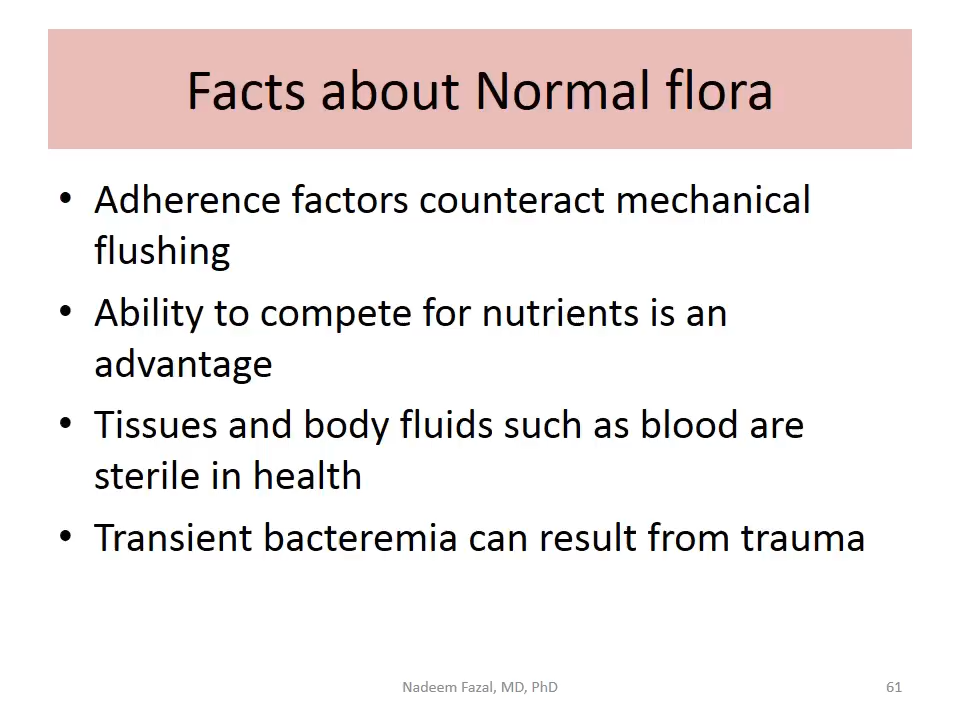 Facts about Normal flora
• Adherence factors counteract mechanical
flushing
• Ability to compete for nutrients is an
advantage
• Tissues and body fluids such as blood are
sterile in health
• Transient bacteremia can result from trauma
Nadeem Fazal, MD, PhD
61